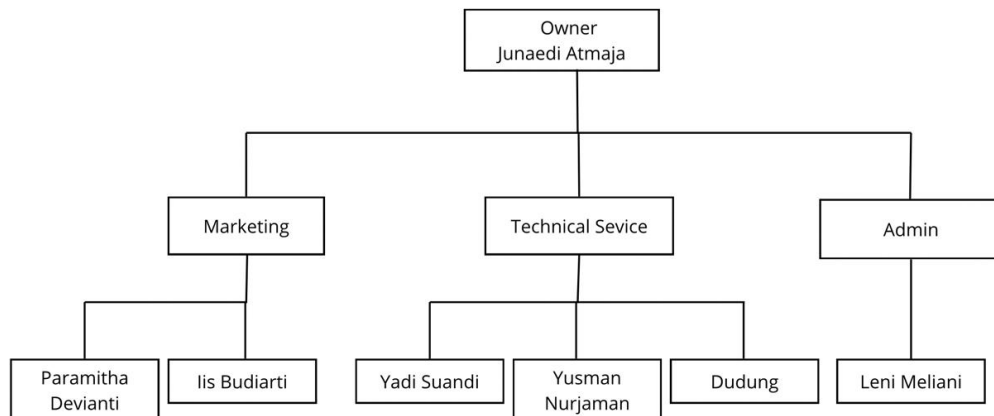 Owner
Junaedi Atmaja
Marketing
Technical Sevice
Admin
Paramitha
Devianti
Iis Budiarti
Yadi Suandi
Yusman
Nurjaman
Dudung
Leni Meliani